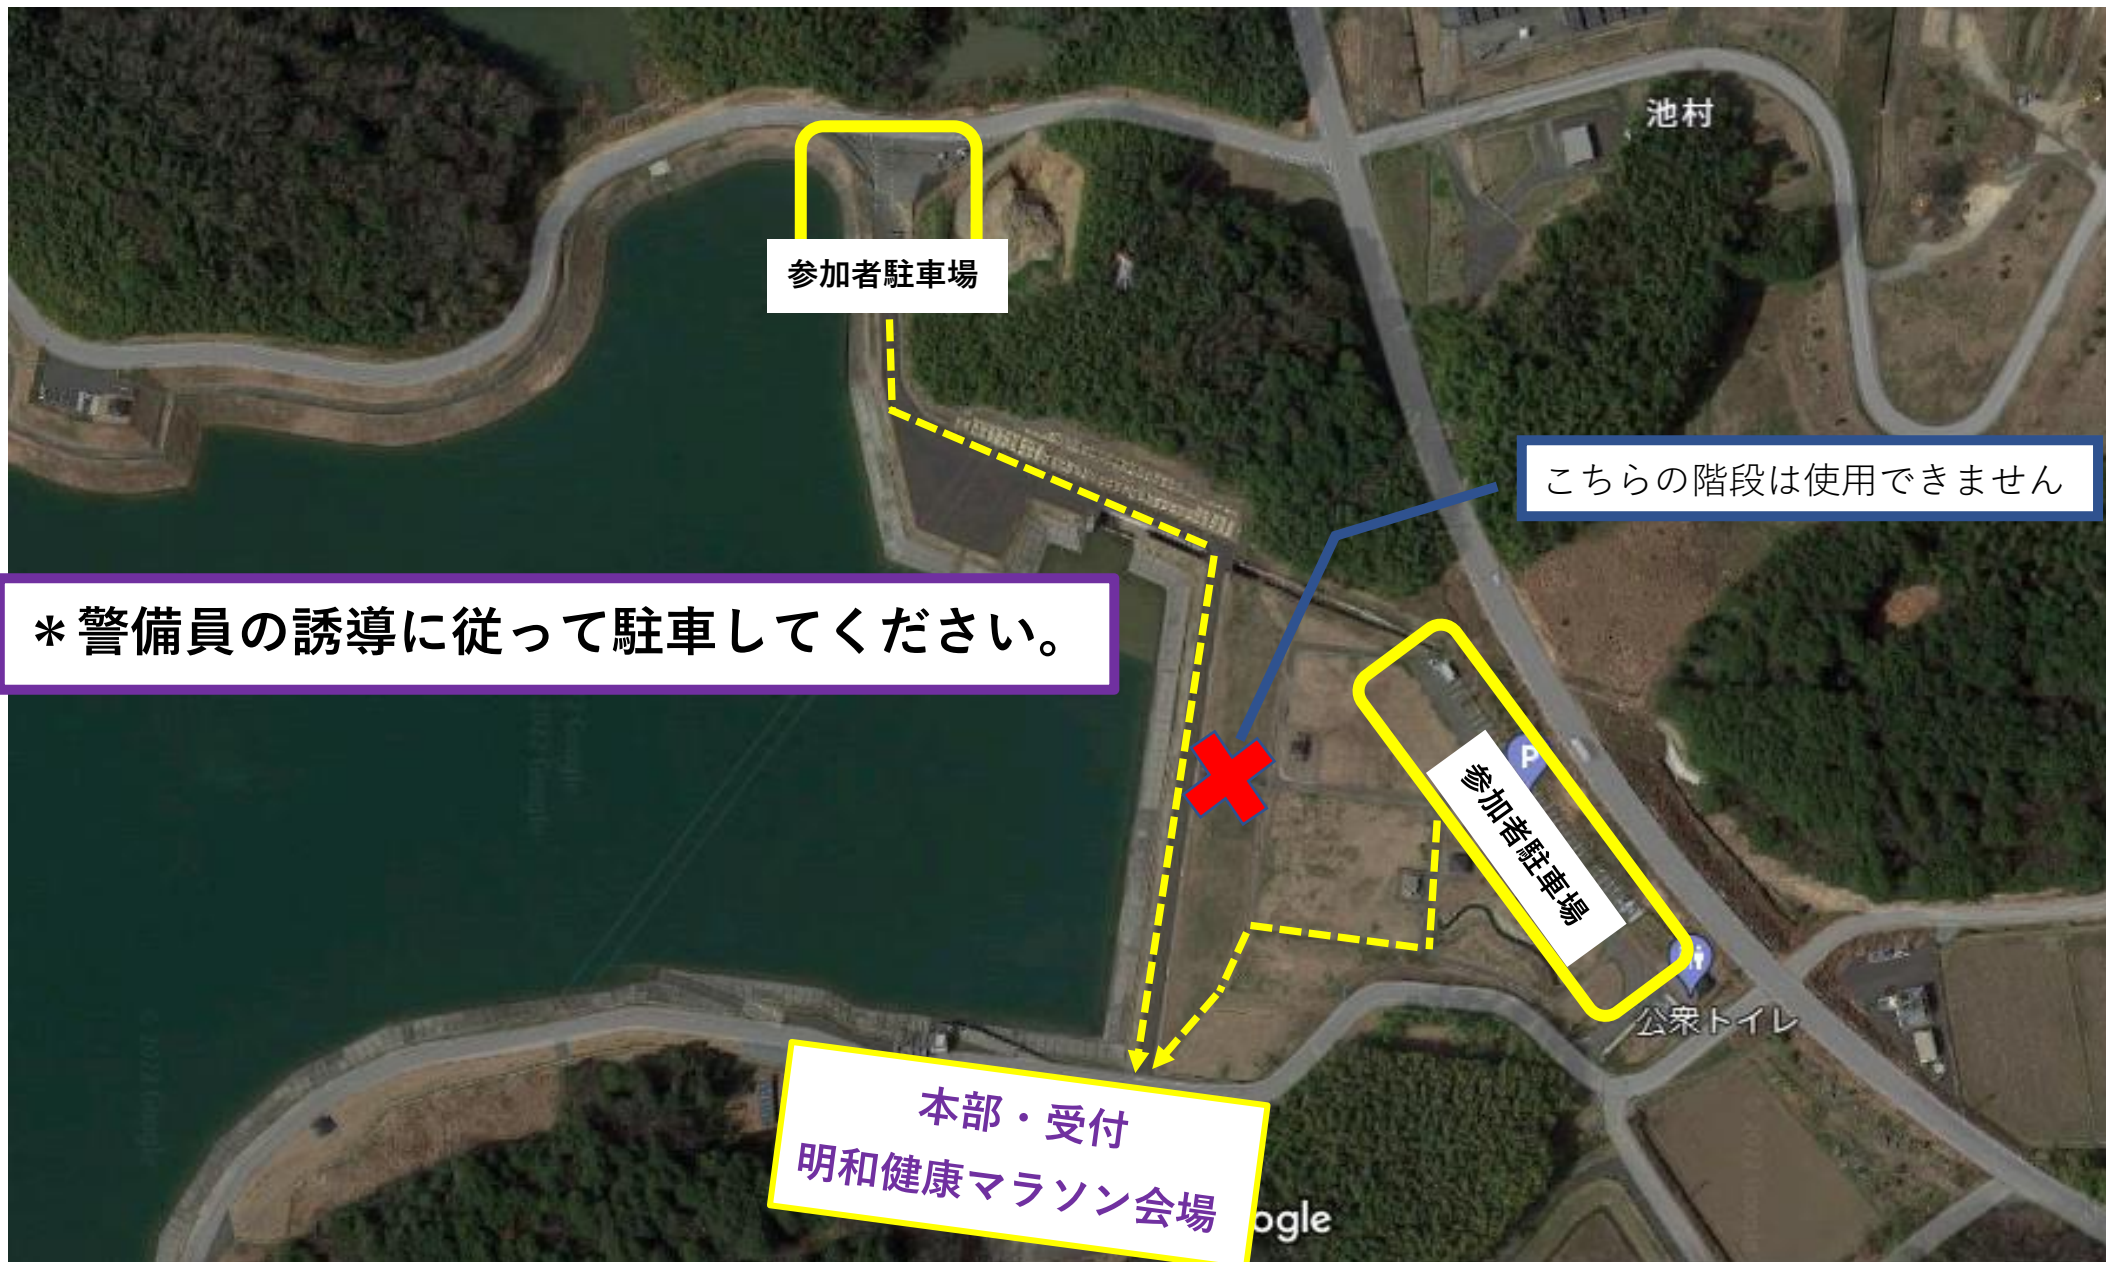 池村
参加者駐車場
こちらの階段は使用できません
＊警備員の誘導に従って駐車してください。
P
参加者駐車場
公衆トイレ
本部・受付
明和健康マラソン会場
ogle